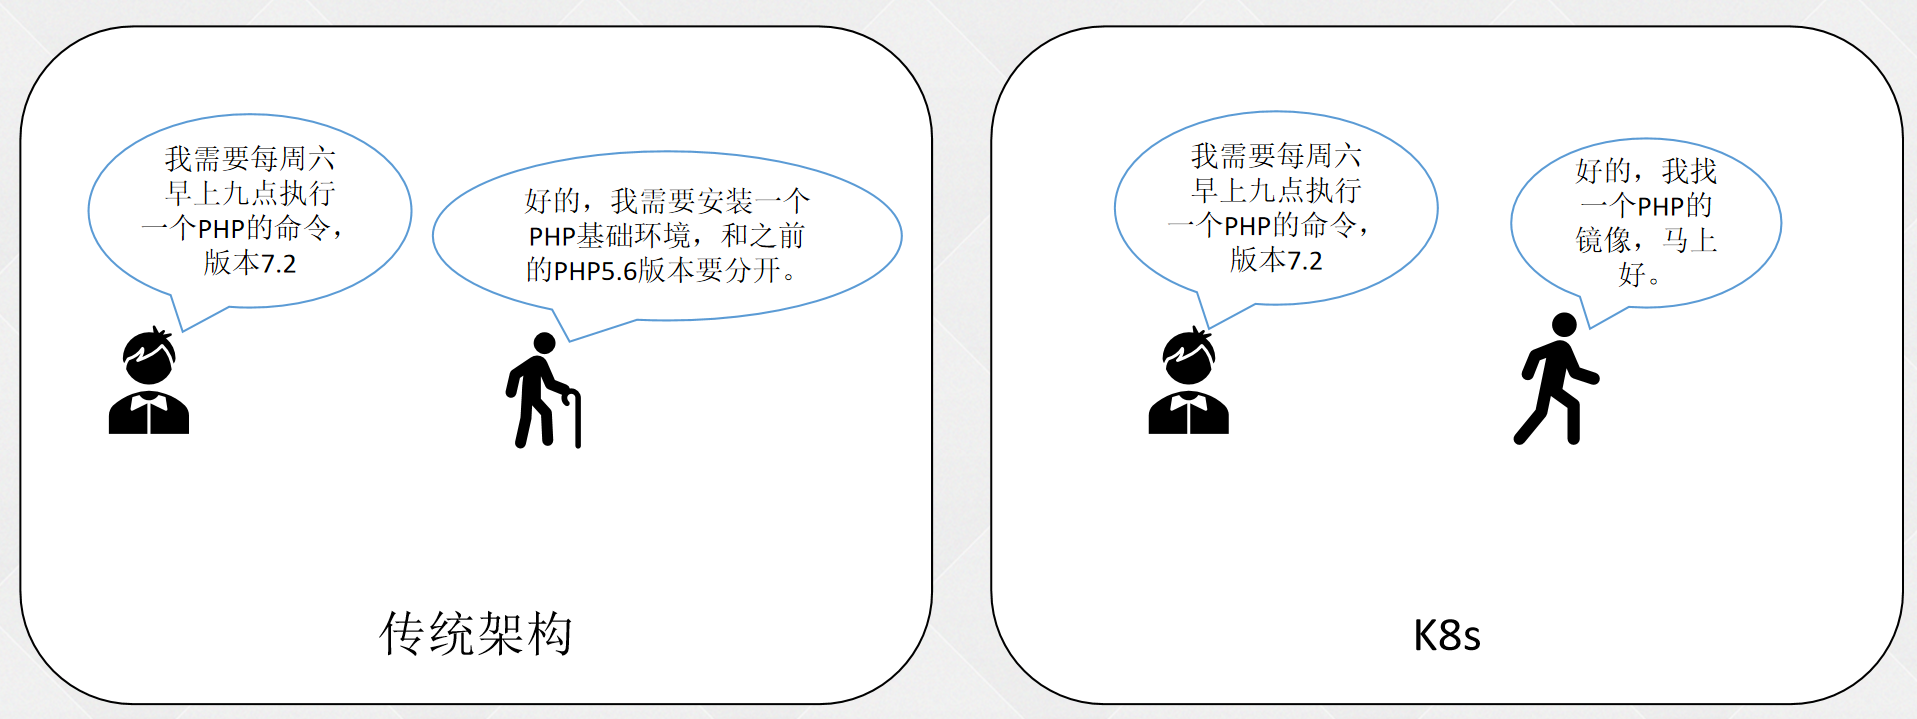 我需要每周六
早上九点执行
一个PHP的命令，
版本7.2
好的，我需要安装一个
PHP基础环境，和之前
的PHP5.6版本要分开。
传统架构
我需要每周六
早上九点执行
一个PHP的命令，
版本7.2
好的，我找
一个PHP的
镜像，马上
好。
K8s